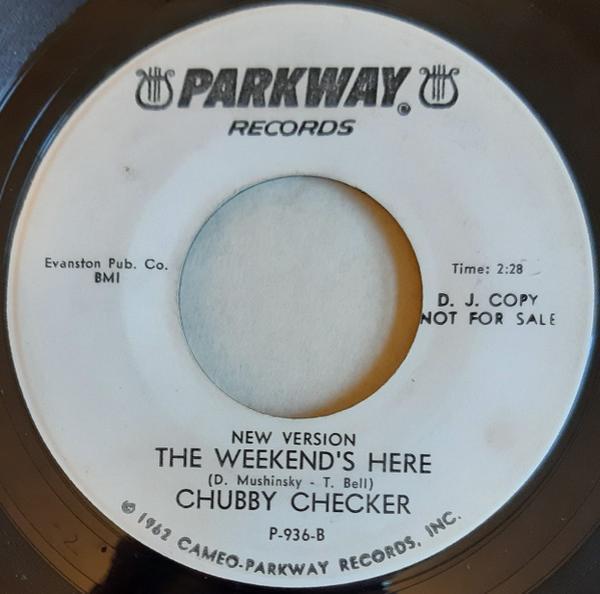 PARKWAY®
RECORDS
Evanston Pub. Co.
BMI
Time: 2:28
D. J. COPY
NOT FOR SALE
NEW VERSION
THE WEEKEND'S HERE
(D. Mushinsky - T. Bell)
CHUBBY CHECKER
P-936-B
© 1962 CAMEO-PARKWAY RECORDS, INC.